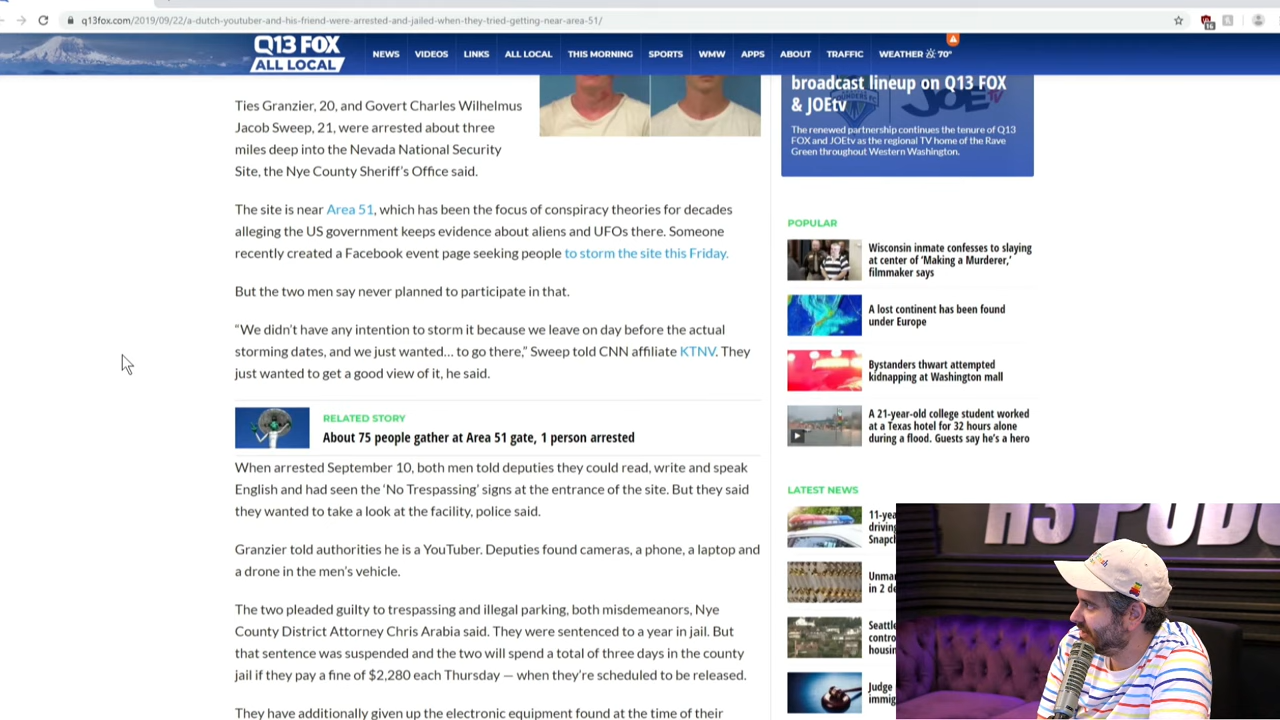 q13fox.com/2019/09/22/a-dutch-youtuber-and-his-friend-were-arrested-and-jailed-when-they-tried-getting-near-area-51/
Q13 FOX
ALL LOCAL
NEWS VIDEOS LINKS ALL LOCAL THIS MORNING SPORTS WMW APPS ABOUT TRAFFIC WEATHER 70°
Ties Granzier, 20, and Govert Charles Wilhelmus
Jacob Sweep, 21, were arrested about three
miles deep into the Nevada National Security
Site, the Nye County Sheriff's Office said.
The site is near Area 51, which has been the focus of conspiracy theories for decades
alleging the US government keeps evidence about aliens and UFOs there. Someone
recently created a Facebook event page seeking people to storm the site this Friday.
But the two men say never planned to participate in that.
“We didn't have any intention to storm it because we leave on day before the actual
storming dates, and we just wanted... to go there,” Sweep told CNN affiliate KTNV. They
just wanted to get a good view of it, he said.
RELATED STORY
About 75 people gather at Area 51 gate, 1 person arrested
When arrested September 10, both men told deputies they could read, write and speak
English and had seen the ‘No Trespassing’ signs at the entrance of the site. But they said
they wanted to take a look at the facility, police said.
Granzier told authorities he is a YouTuber. Deputies found cameras, a phone, a laptop and
a drone in the men's vehicle.
The two pleaded guilty to trespassing and illegal parking, both misdemeanors, Nye
County District Attorney Chris Arabia said. They were sentenced to a year in jail. But
that sentence was suspended and the two will spend a total of three days in the county
jail if they pay a fine of $2,280 each Thursday — when they're scheduled to be released.
They have additionally given up the electronic equipment found at the time of their
broadcast lineup on Q13 FOX
& JOEtv
The renewed partnership continues the tenure of Q13
FOX and JOEtv as the regional TV home of the Rave
Green throughout Western Washington.
POPULAR
Wisconsin inmate confesses to slaying
at center of ‘Making a Murderer,’
filmmaker says
A lost continent has been found
under Europe
Bystanders thwart attempted
kidnapping at Washington mall
A 21-year-old college student worked
at a Texas hotel for 32 hours alone
during a flood. Guests say he's a hero
LATEST NEWS
11-yea
driving
Snapc
Unma
in 2 de
Seattle
contro
housin
Judge
immig
H3 PODC